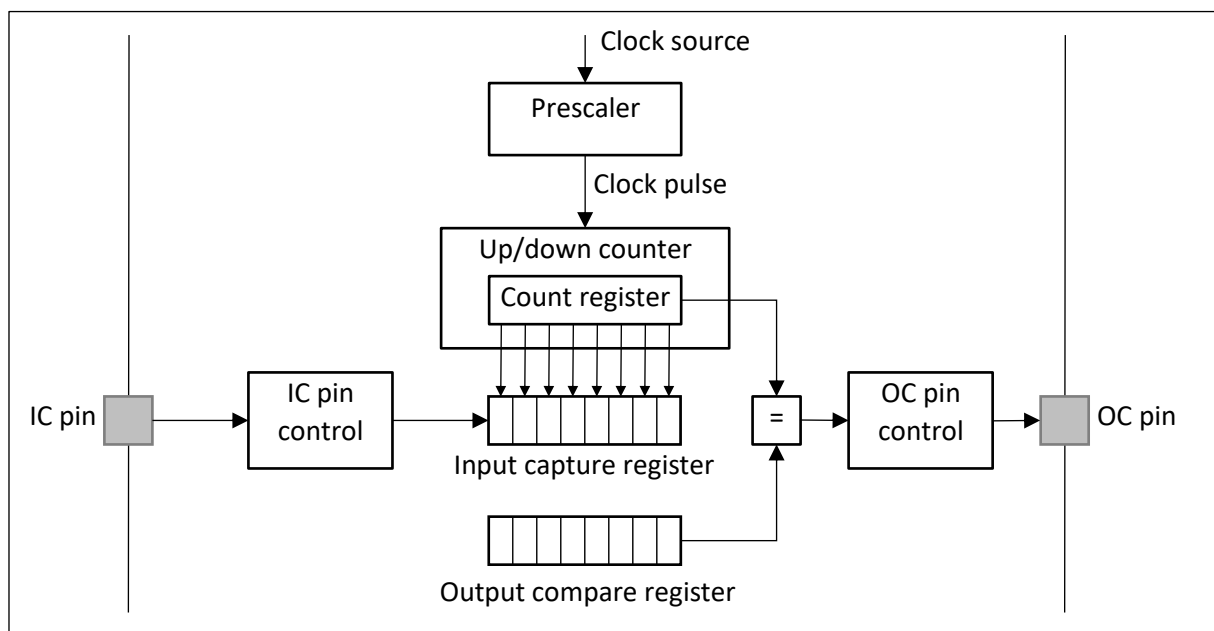 Clock source
Prescaler
Clock pulse
Up/down counter
Count register
IC pin
IC pin
control
Input capture register
=
OC pin
control
OC pin
Output compare register